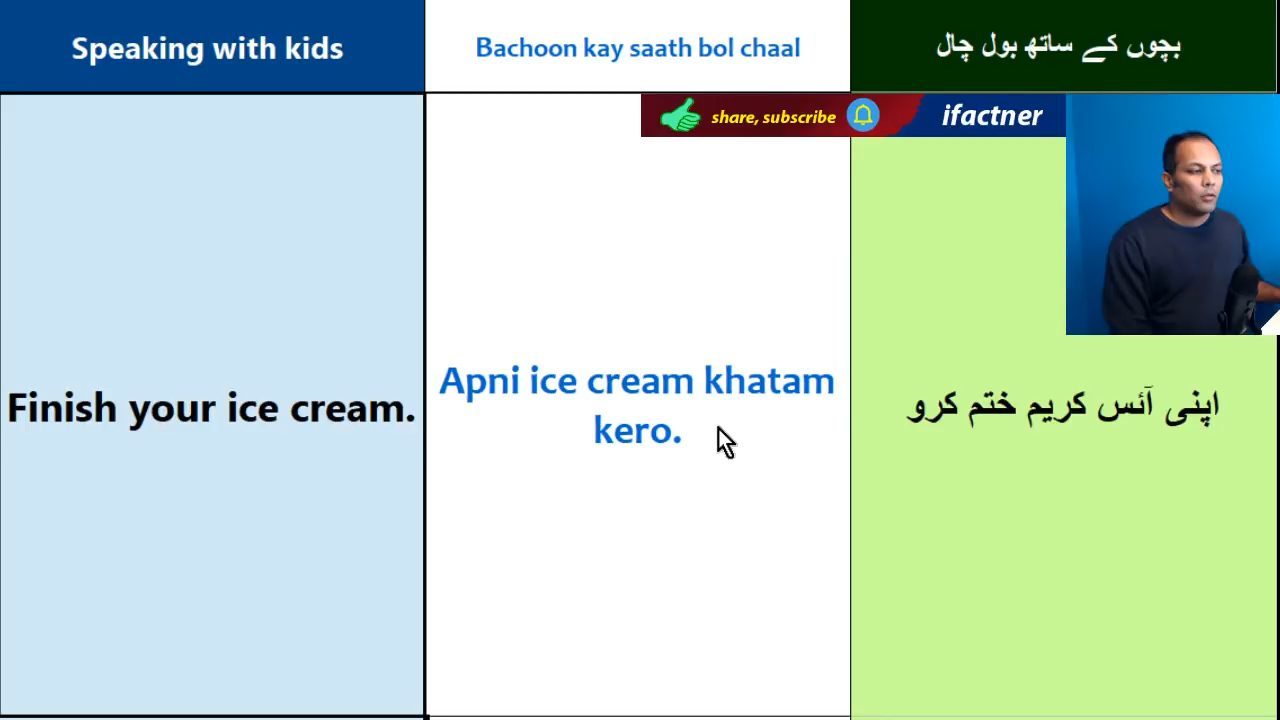 Speaking with kids
Bachoon kay saath bol chaal
بچوں کے ساتھ بول چال
share, subscribe
ifactner
Finish your ice cream.
Apni ice cream khatam
kero.
اپنی آئس کریم ختم کرو